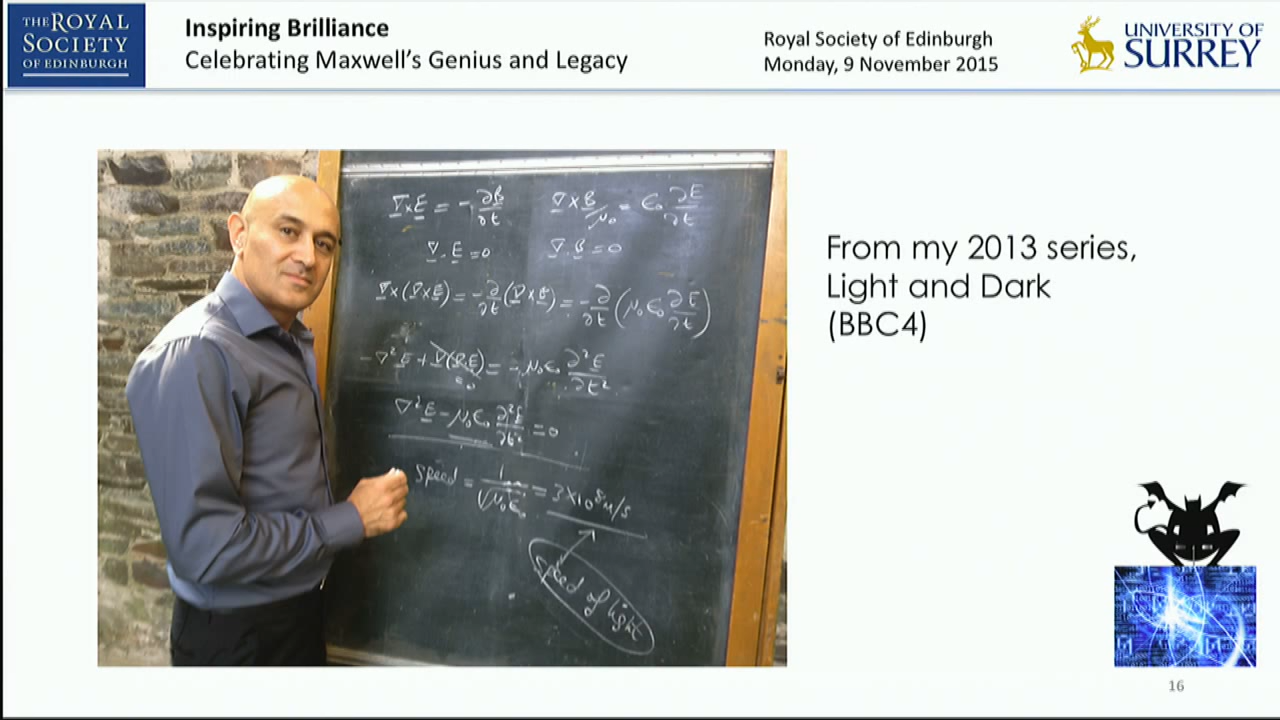 THE ROYAL
SOCIETY
OF EDINBURGH
Inspiring Brilliance
Celebrating Maxwell's Genius and Legacy
Royal Society of Edinburgh
Monday, 9 November 2015
UNIVERSITY OF
SURREY
∇×E = -∂B/∂t    ∇×B/μ₀ = ϵ₀ ∂E/∂t
∇.E=0    ∇.B=0
∇×(∇×E) = -∂/∂t (∇×B) = -∂/∂t (μ₀ϵ₀ ∂E/∂t)
-∇²E + ∇(∇.E) = -μ₀ϵ₀ ∂²E/∂t²
∇²E - μ₀ϵ₀ ∂²E/∂t² = 0
Speed = 1/√μ₀ϵ₀ = 3×10⁸ m/s
speed of light
From my 2013 series,
Light and Dark
(BBC4)
16